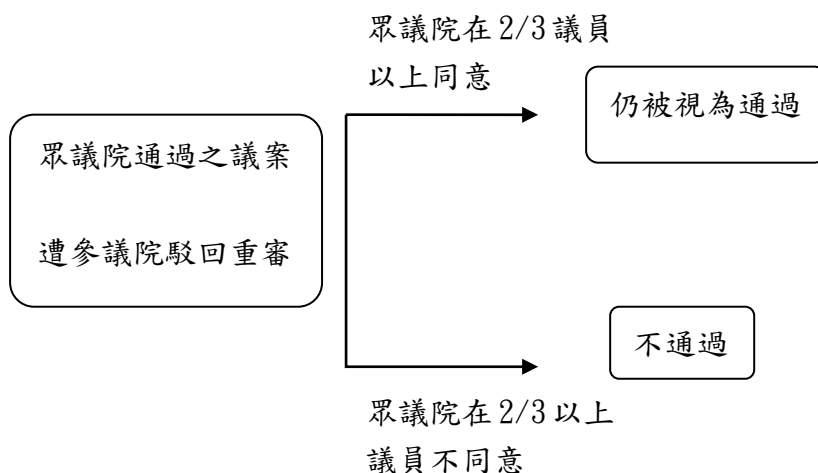 眾議院在 2/3 議員
以上同意
仍被視為通過
眾議院通過之議案
遭參議院駁回重審
不通過
眾議院在 2/3 以上
議員不同意